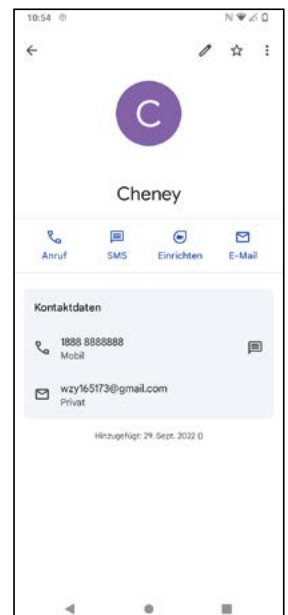 10:54
C
Cheney
Anruf SMS Einrichten E-Mail
Kontaktdaten
1888 8888888
Mobil
wzy165173@gmail.com
Privat
Hinzugefügt: 29. Sept. 2022 ()